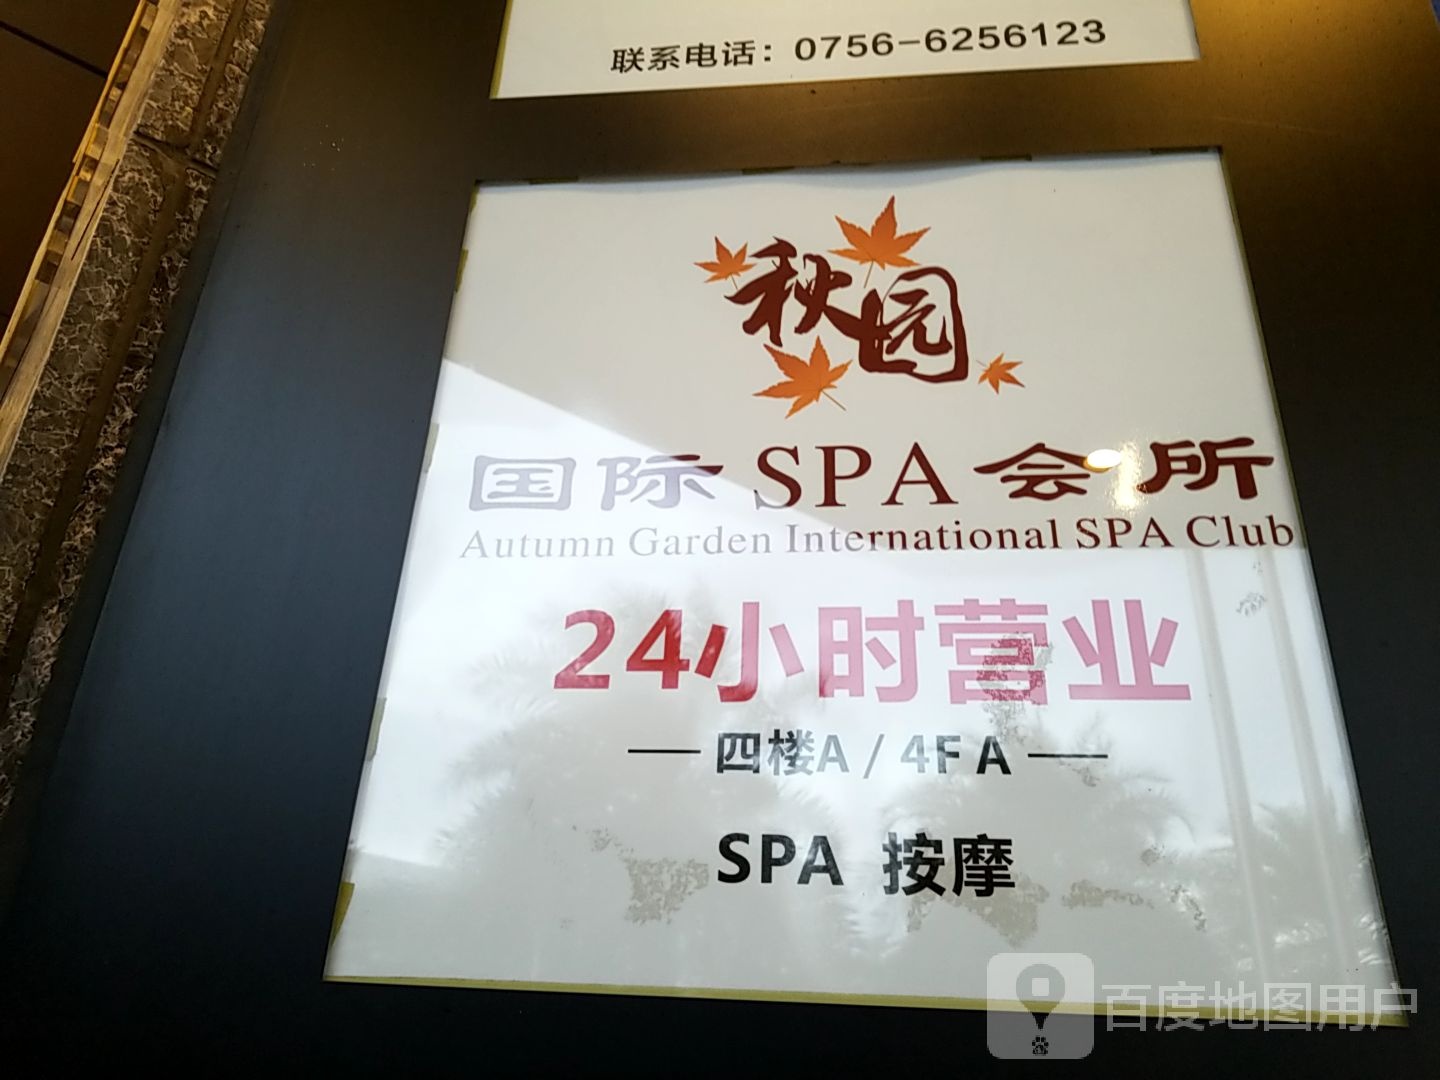 联系电话：0756-6256123
秋园
国际SPA会所
Autumn Garden International SPA Club
24小时营业
四楼A / 4F A
SPA 按摩
百度地图用户